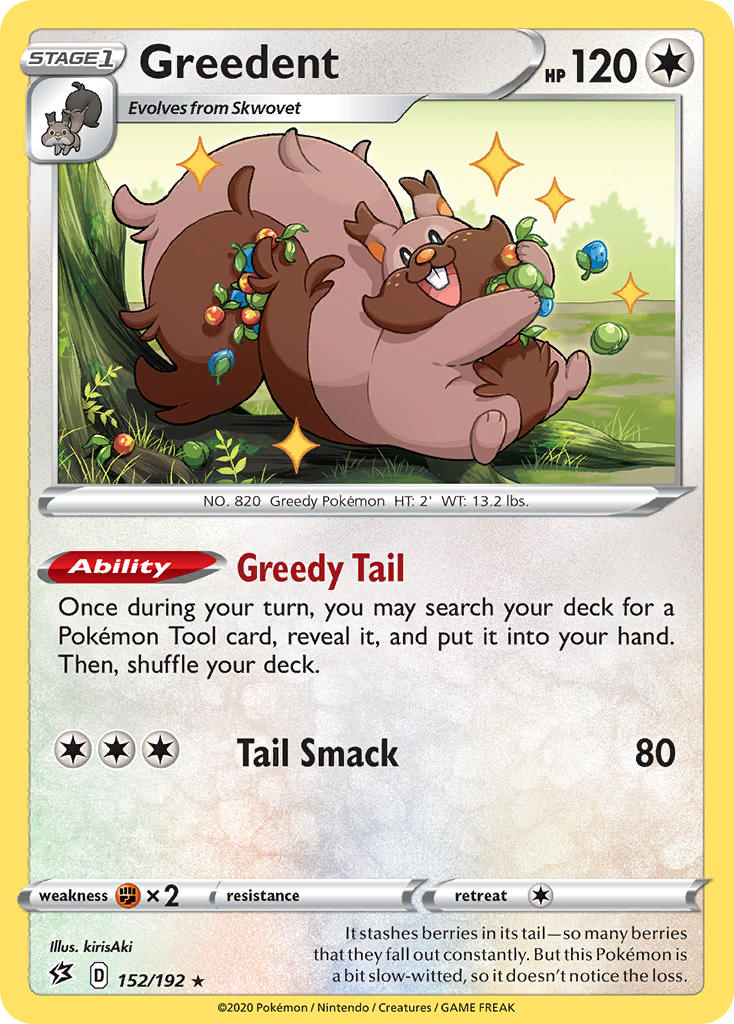 STAGE1
Greedent
HP 120
Evolves from Skwovet
NO. 820 Greedy Pokémon HT: 2' WT: 13.2 lbs.
Ability Greedy Tail
Once during your turn, you may search your deck for a
Pokémon Tool card, reveal it, and put it into your hand.
Then, shuffle your deck.
Tail Smack 80
weakness ×2 resistance retreat
It stashes berries in its tail—so many berries
that they fall out constantly. But this Pokémon is
a bit slow-witted, so it doesn't notice the loss.
Illus. kirisAki
D 152/192 ★
©2020 Pokémon / Nintendo / Creatures / GAME FREAK